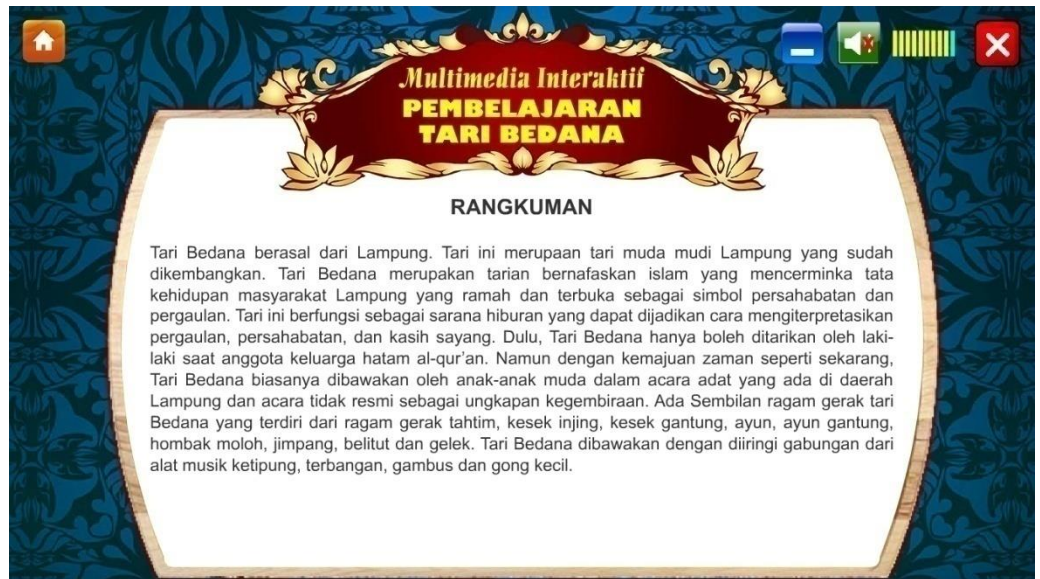 Multimedia Interaktif
PEMBELAJARAN
TARI BEDANA
RANGKUMAN
Tari Bedana berasal dari Lampung. Tari ini merupaan tari muda mudi Lampung yang sudah
dikembangkan. Tari Bedana merupakan tarian bernafaskan islam yang mencerminka tata
kehidupan masyarakat Lampung yang ramah dan terbuka sebagai simbol persahabatan dan
pergaulan. Tari ini berfungsi sebagai sarana hiburan yang dapat dijadikan cara mengiterpretasikan
pergaulan, persahabatan, dan kasih sayang. Dulu, Tari Bedana hanya boleh ditarikan oleh laki-
laki saat anggota keluarga hatam al-qur'an. Namun dengan kemajuan zaman seperti sekarang,
Tari Bedana biasanya dibawakan oleh anak-anak muda dalam acara adat yang ada di daerah
Lampung dan acara tidak resmi sebagai ungkapan kegembiraan. Ada Sembilan ragam gerak tari
Bedana yang terdiri dari ragam gerak tahtim, kesek injing, kesek gantung, ayun, ayun gantung,
hombak moloh, jimpang, belitut dan gelek. Tari Bedana dibawakan dengan diiringi gabungan dari
alat musik ketipung, terbangan, gambus dan gong kecil.